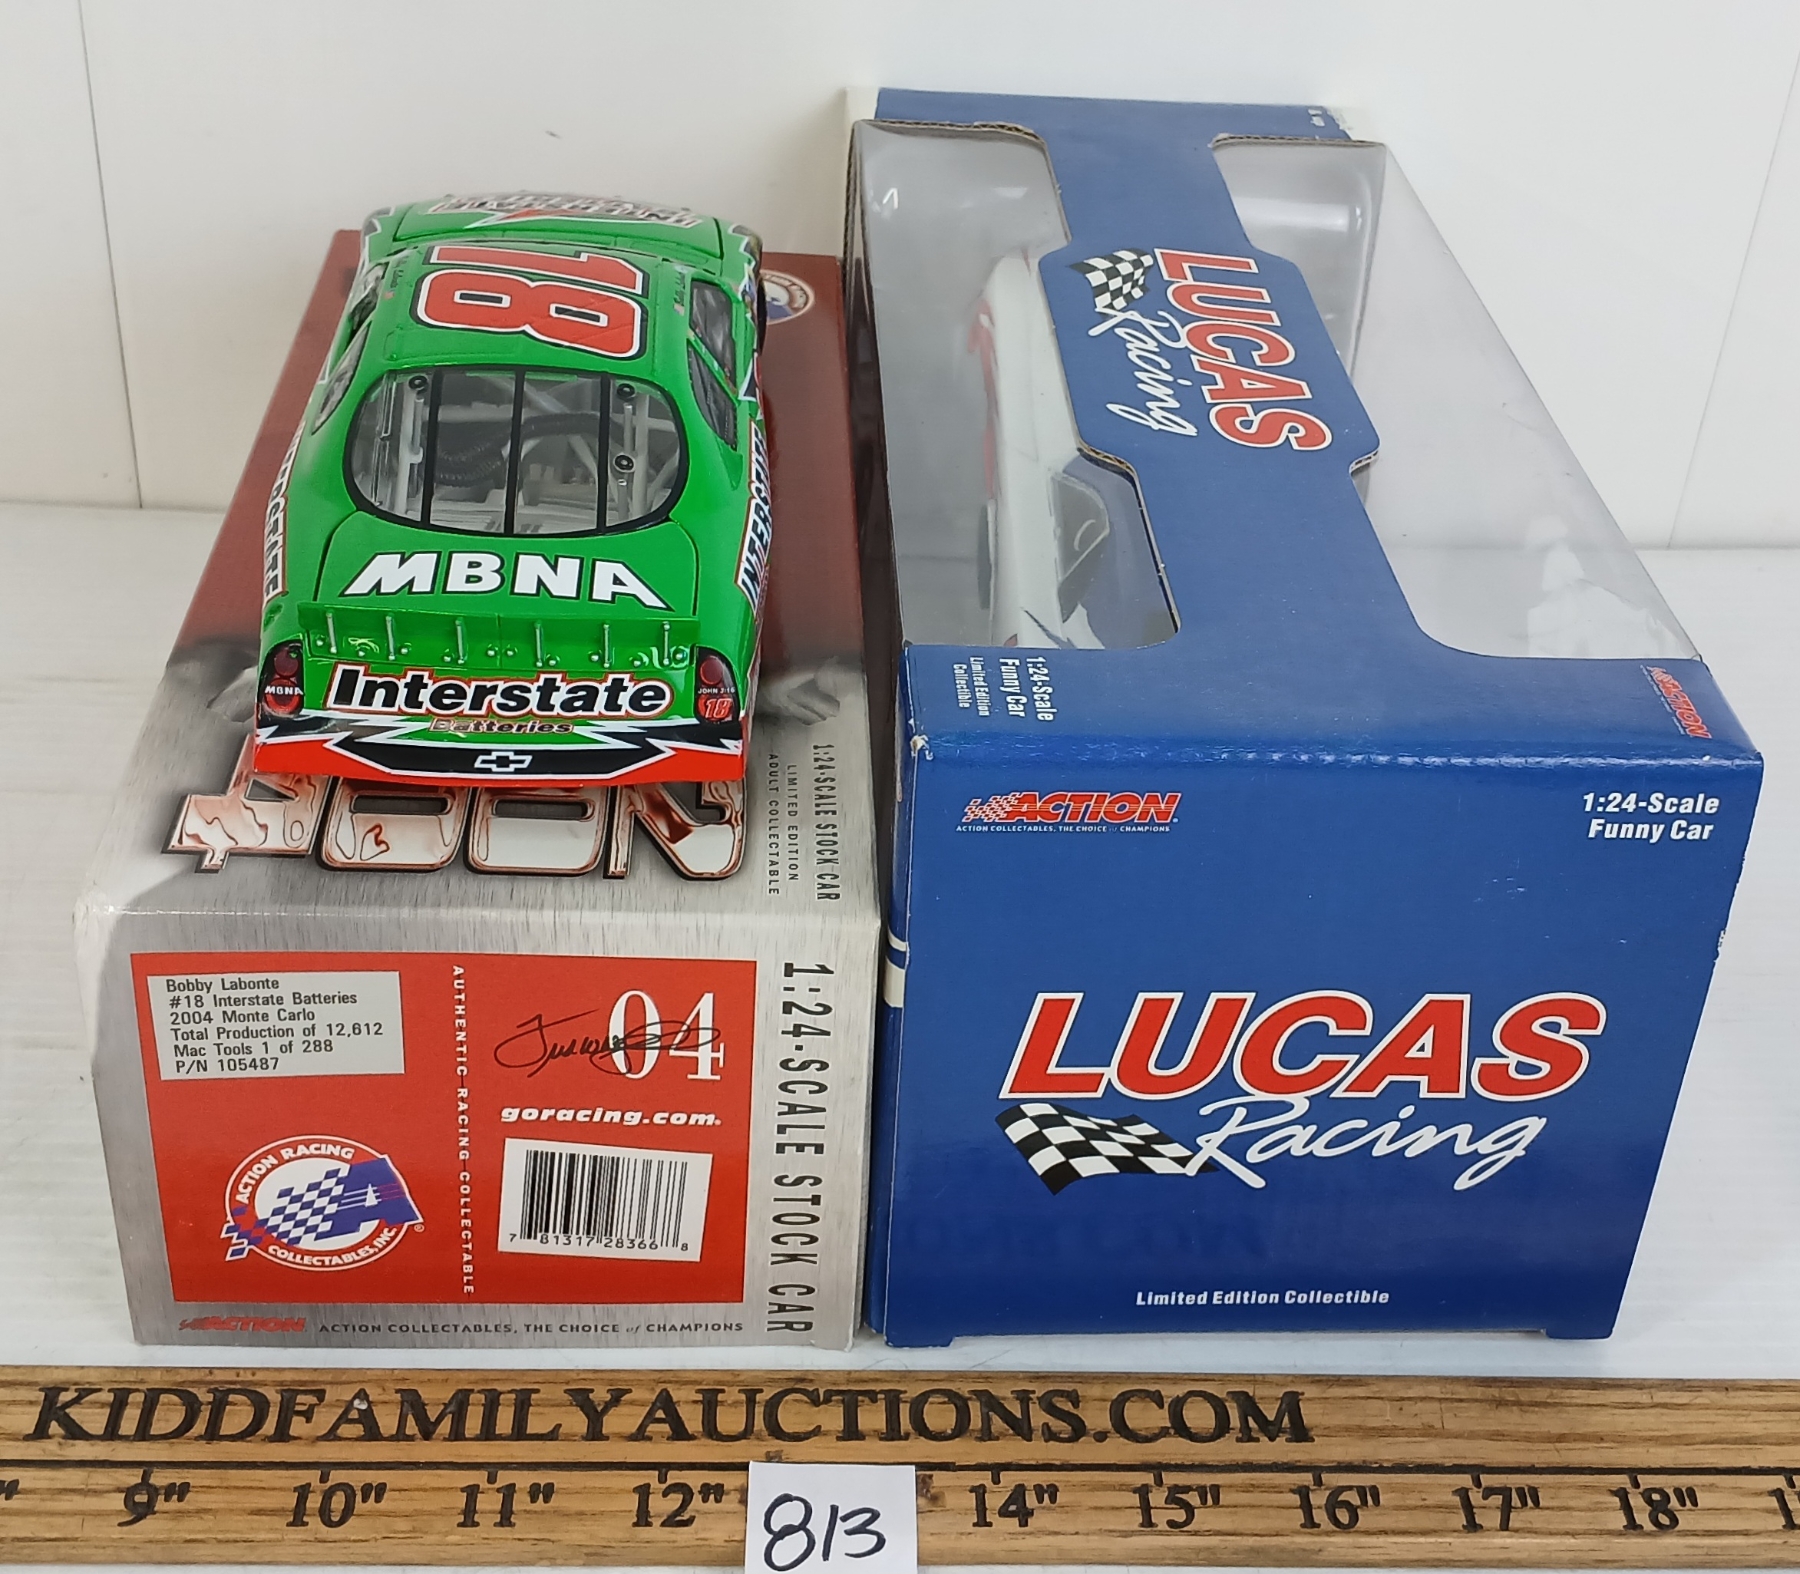 18
MBNA
Interstate
Batteries
MBNA
JOHN 3:16
18
INTERSTATE
INTERSTATE
1:24-SCALE STOCK CAR
LIMITED EDITION
ADULT COLLECTABLE
Bobby Labonte
#18 Interstate Batteries
2004 Monte Carlo
Total Production of 12,612
Mac Tools 1 of 288
P/N 105487
AUTHENTIC RACING COLLECTABLE
04
goracing.com
7 81317 28366 8
ACTION RACING
COLLECTABLES, INC.
1:24-SCALE STOCK CAR
ACTION ACTION COLLECTABLES, THE CHOICE of CHAMPIONS
LUCAS
Racing
1:24-Scale
Funny Car
Limited Edition
Collectible
ACTION
ACTION
ACTION COLLECTABLES, THE CHOICE of CHAMPIONS
1:24-Scale
Funny Car
LUCAS
Racing
Limited Edition Collectible
KIDDFAMILYAUCTIONS.COM
9" 10" 11" 12" 14" 15" 16" 17" 18"
813